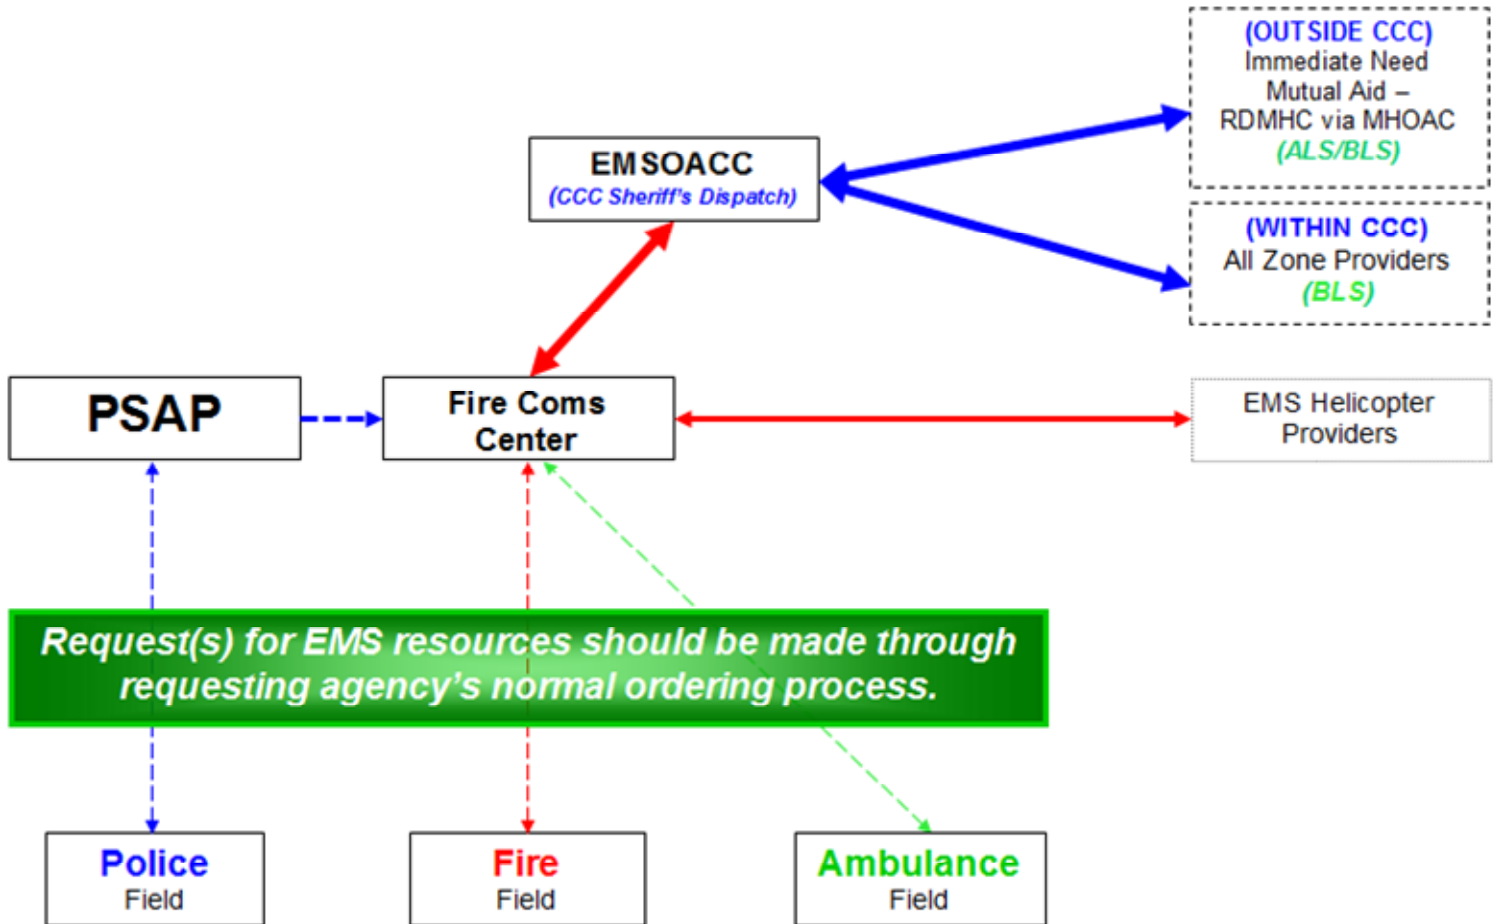 (OUTSIDE CCC)
Immediate Need
Mutual Aid –
RDMHC via MHOAC
(ALS/BLS)
EMSOACC
(CCC Sheriff's Dispatch)
(WITHIN CCC)
All Zone Providers
(BLS)
PSAP
Fire Coms
Center
EMS Helicopter
Providers
Request(s) for EMS resources should be made through
requesting agency's normal ordering process.
Police
Field
Fire
Field
Ambulance
Field